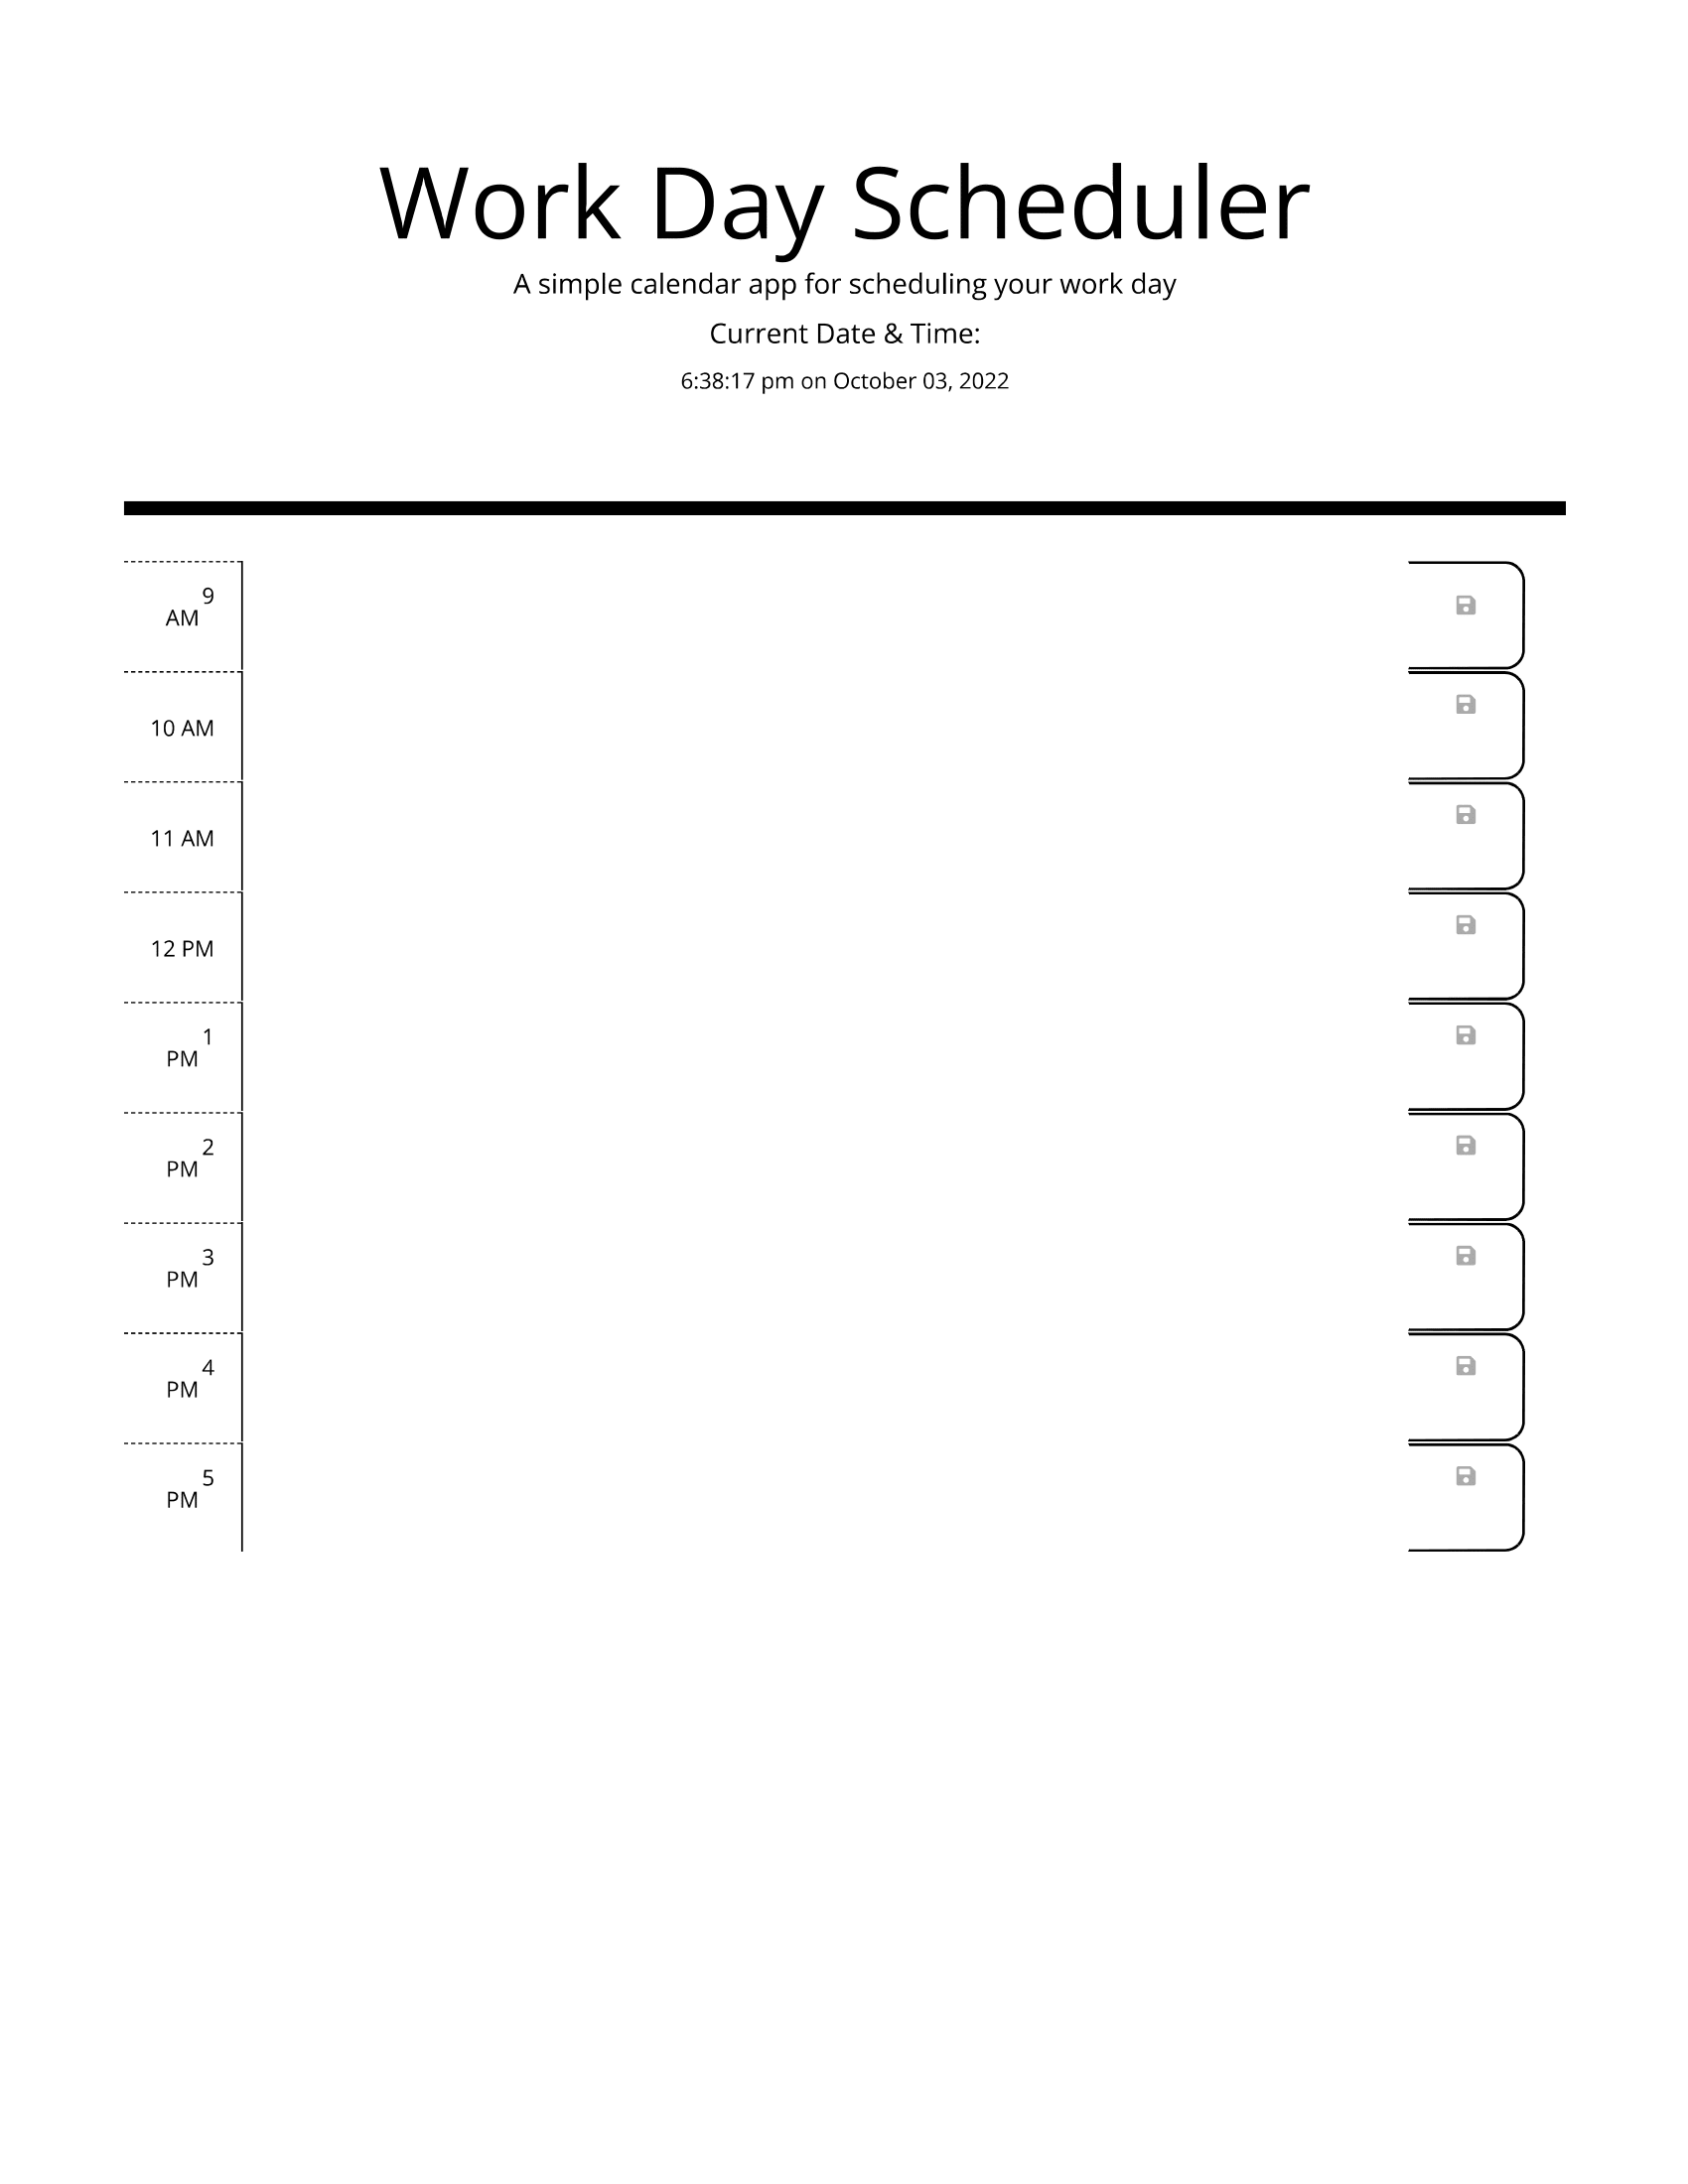 Work Day Scheduler
A simple calendar app for scheduling your work day
Current Date & Time:
6:38:17 pm on October 03, 2022
9
AM
10 AM
11 AM
12 PM
1
PM
2
PM
3
PM
4
PM
5
PM